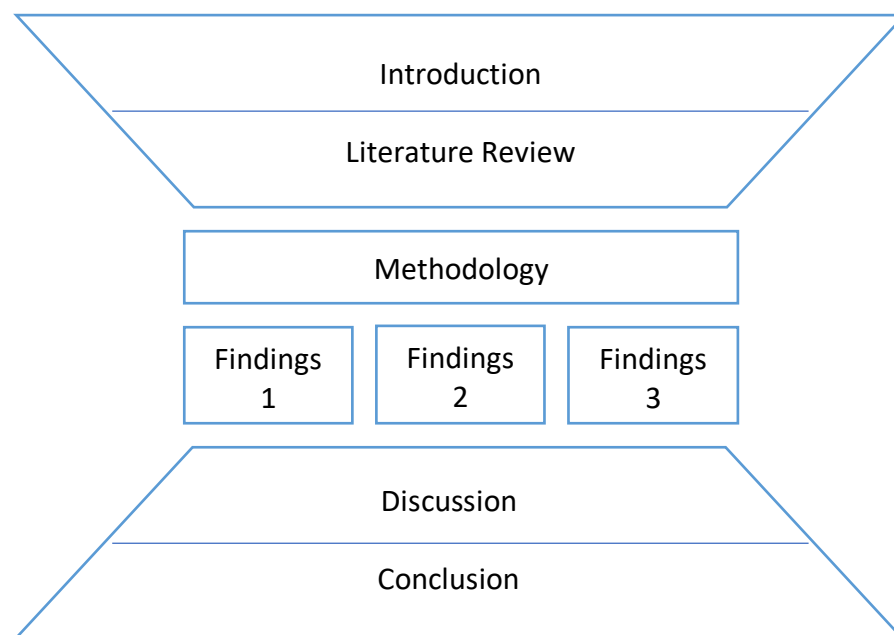 Introduction
Literature Review
Methodology
Findings
1
Findings
2
Findings
3
Discussion
Conclusion